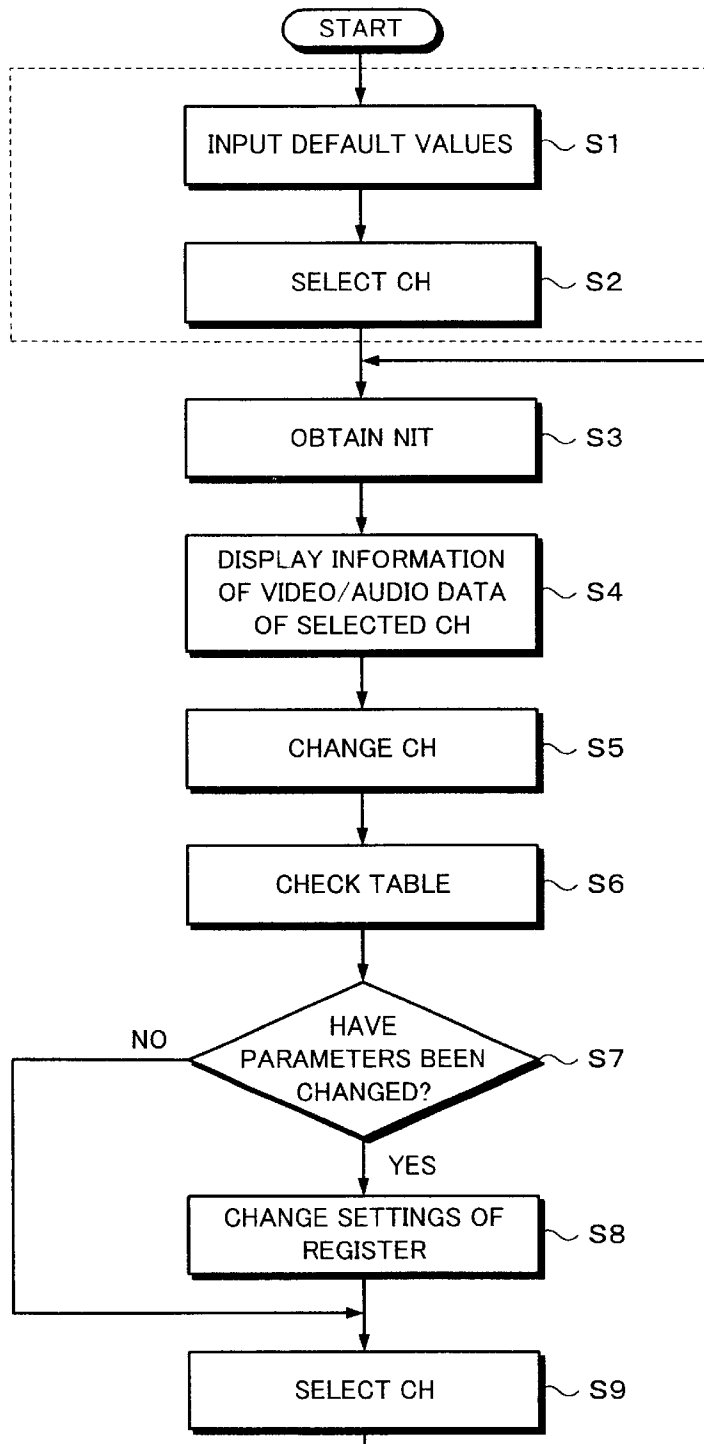 START
INPUT DEFAULT VALUES
S1
SELECT CH
S2
OBTAIN NIT
S3
DISPLAY INFORMATION
OF VIDEO/AUDIO DATA
OF SELECTED CH
S4
CHANGE CH
S5
CHECK TABLE
S6
HAVE
PARAMETERS BEEN
CHANGED?
S7
NO
YES
CHANGE SETTINGS OF
REGISTER
S8
SELECT CH
S9